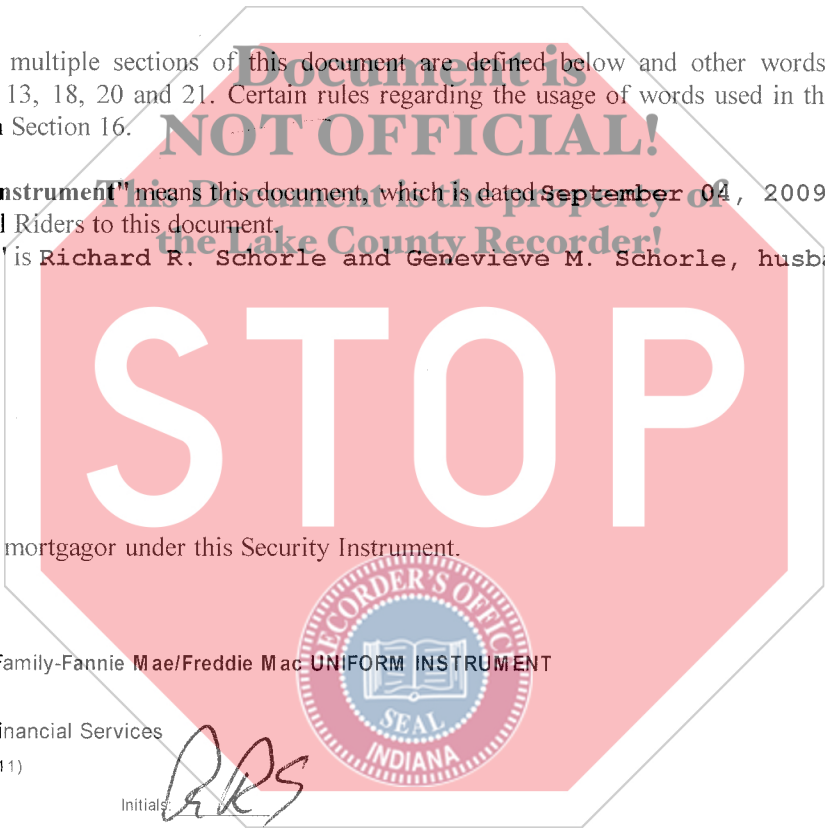 multiple sections of this document are defined below and other words
Document is
13, 18, 20 and 21. Certain rules regarding the usage of words used in th
Section 16.
NOT OFFICIAL!
nstrument" means this document, which is dated September 04, 2009
This Document is the property of
Riders to this document.
the Lake County Recorder!
is Richard R. Schorle and Genevieve M. Schorle, husba
STOP
mortgagor under this Security Instrument.
RECORDER'S OFFICE
Family-Fannie Mae/Freddie Mac UNIFORM INSTRUMENT
SEAL
inancial Services
INDIANA
Initials: RRS